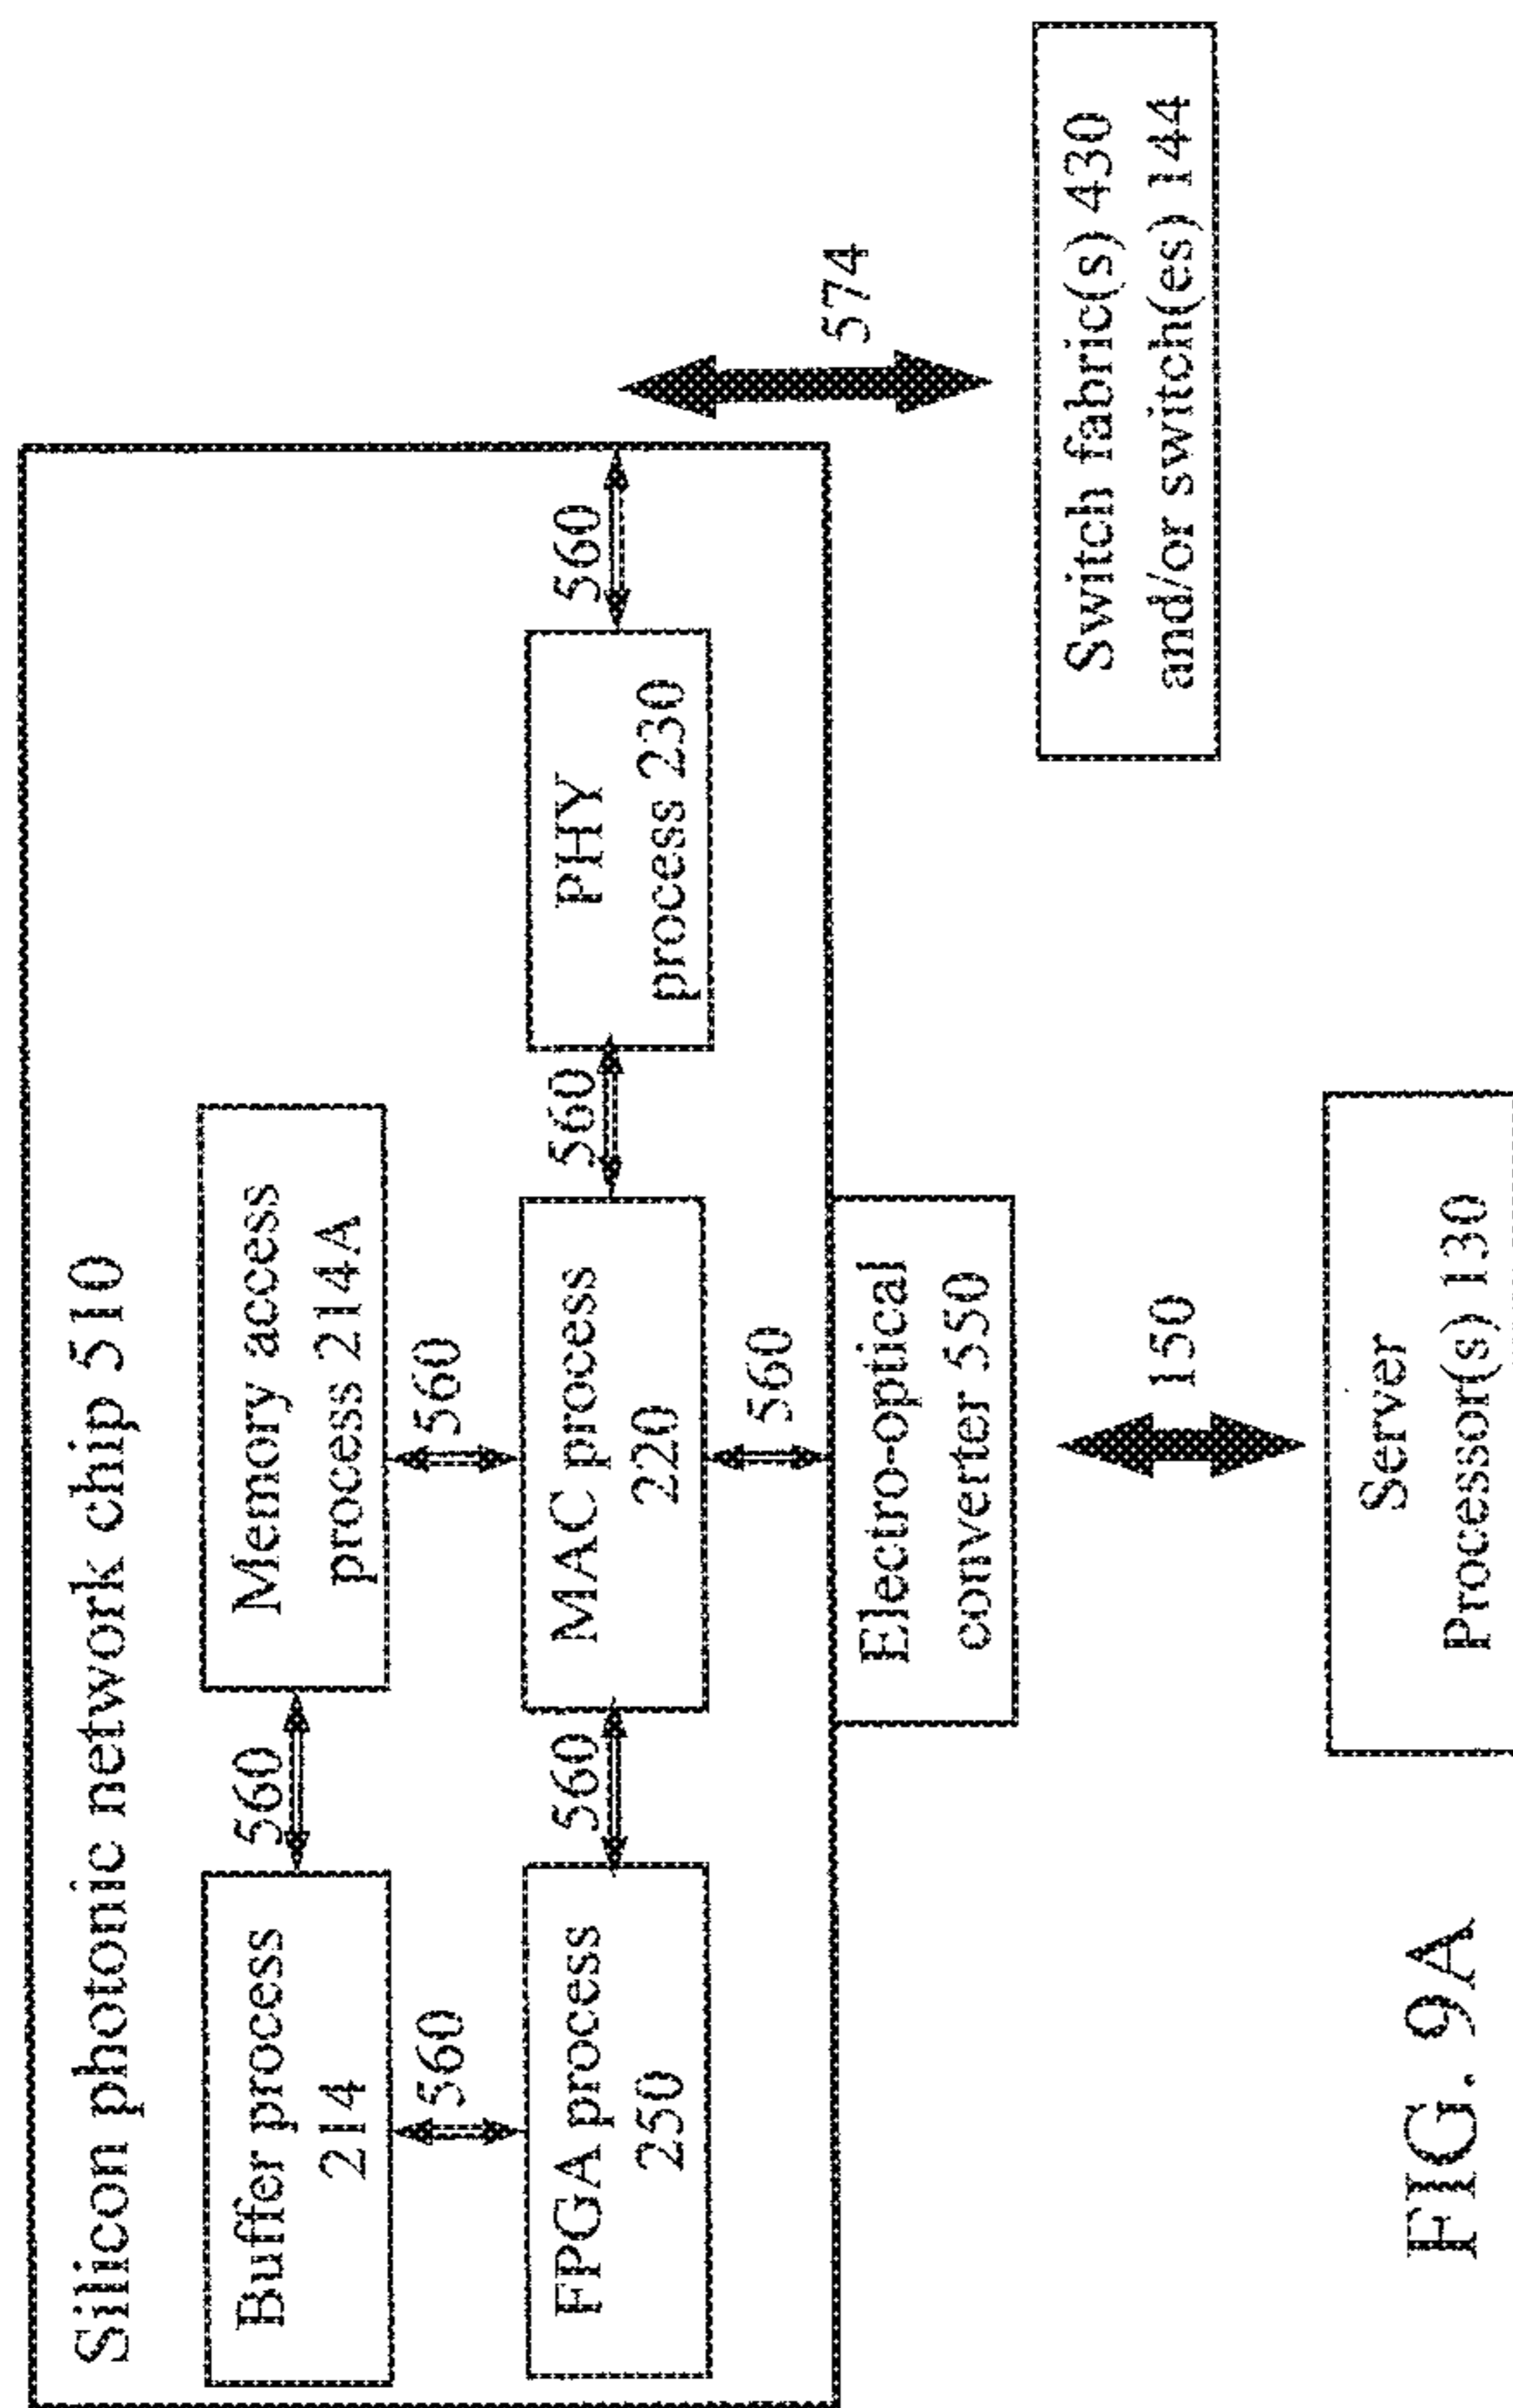 Silicon photonic network chip 510
Buffer process
214
560
Memory access
process 214A
560
560
FPGA process
250
560
MAC process
220
560
PHY
process 230
560
560
574
Electro-optical
converter 550
Switch fabric(s) 430
and/or switch(es) 144
150
Server
Processor(s) 130
FIG. 9A